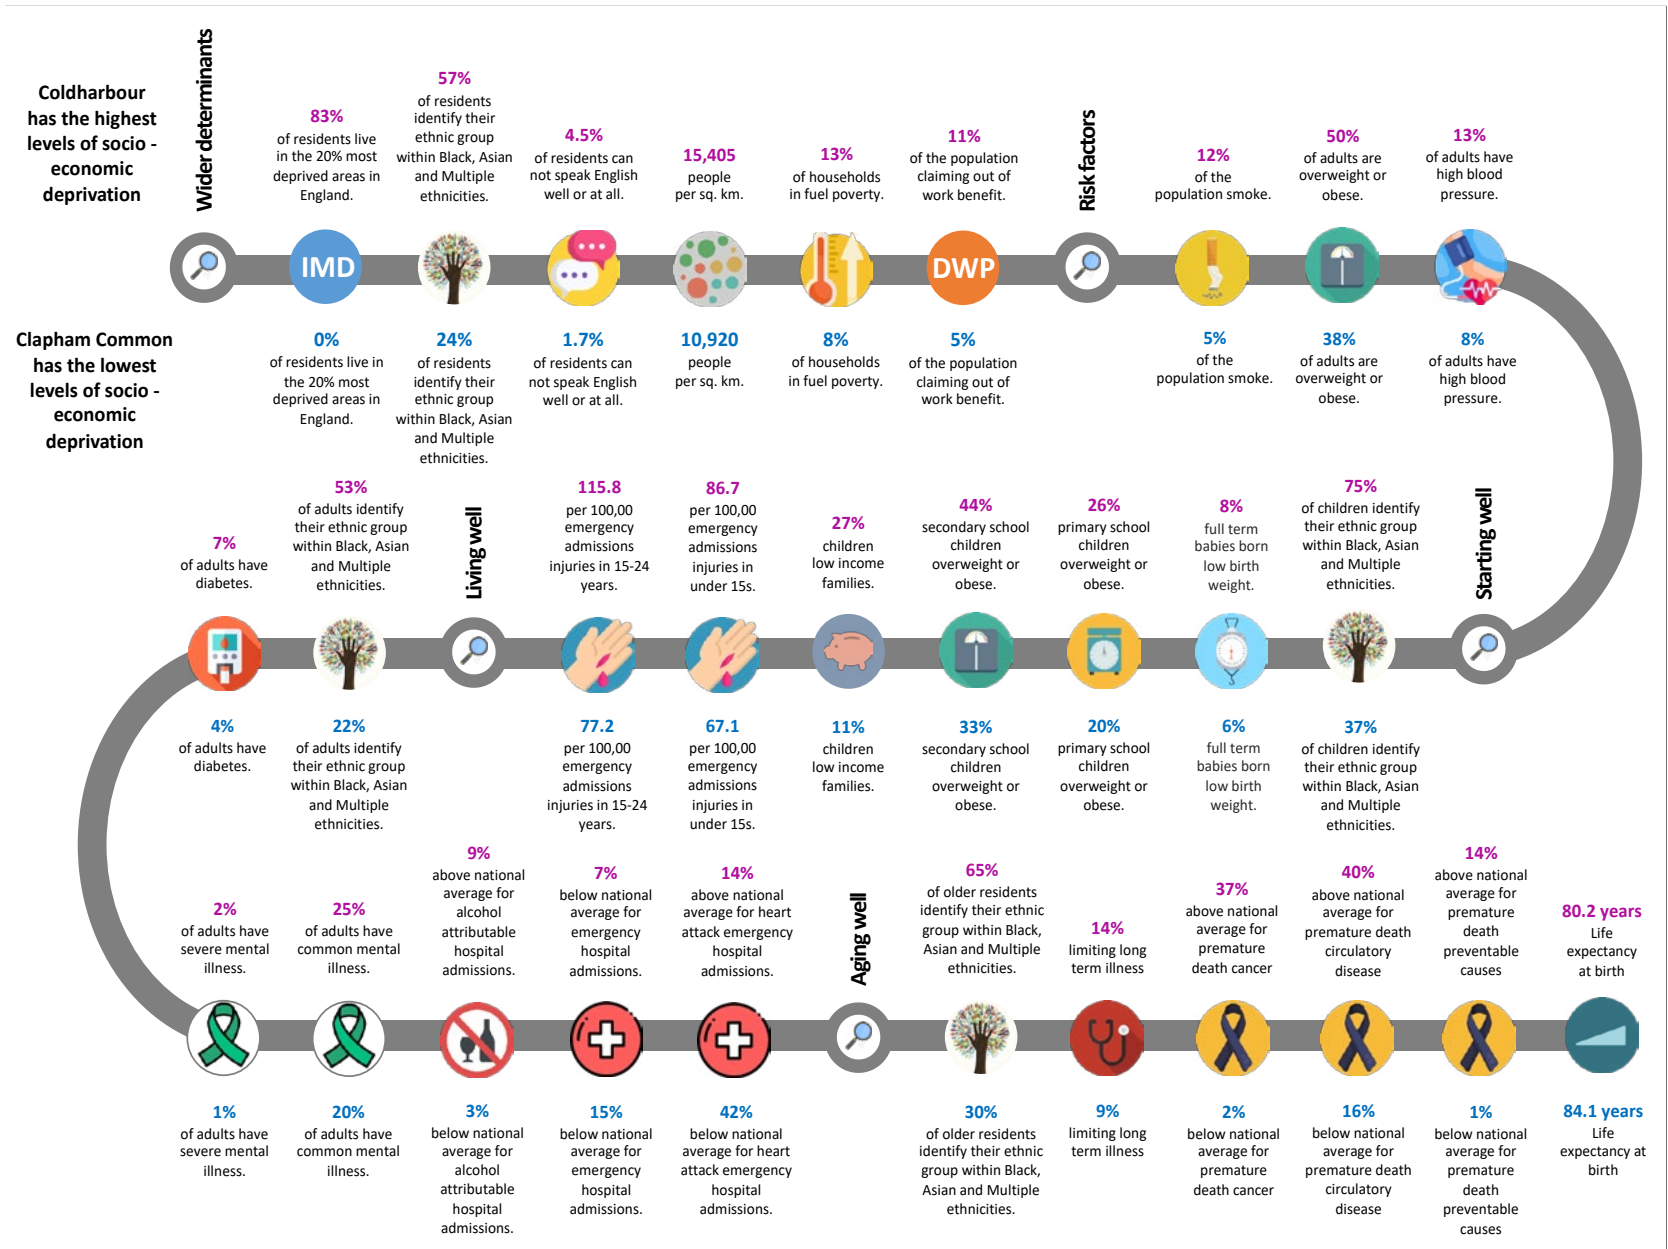 Coldharbour
has the highest
levels of socio -
economic
deprivation
Wider determinants
83%
of residents live
in the 20% most
deprived areas in
England.
57%
of residents
identify their
ethnic group
within Black, Asian
and Multiple
ethnicities.
4.5%
of residents can
not speak English
well or at all.
15,405
people
per sq. km.
13%
of households
in fuel poverty.
11%
of the population
claiming out of
work benefit.
Risk factors
12%
of the
population smoke.
50%
of adults are
overweight or
obese.
13%
of adults have
high blood
pressure.
IMD
DWP
Clapham Common
has the lowest
levels of socio -
economic
deprivation
0%
of residents live in
the 20% most
deprived areas in
England.
24%
of residents
identify their
ethnic group
within Black, Asian
and Multiple
ethnicities.
1.7%
of residents can
not speak English
well or at all.
10,920
people
per sq. km.
8%
of households
in fuel poverty.
5%
of the population
claiming out of
work benefit.
5%
of the
population smoke.
38%
of adults are
overweight or
obese.
8%
of adults have
high blood
pressure.
7%
of adults have
diabetes.
53%
of adults identify
their ethnic group
within Black, Asian
and Multiple
ethnicities.
Living well
115.8
per 100,00
emergency
admissions
injuries in 15-24
years.
86.7
per 100,00
emergency
admissions
injuries in
under 15s.
27%
children
low income
families.
44%
secondary school
children
overweight or
obese.
26%
primary school
children
overweight or
obese.
8%
full term
babies born
low birth
weight.
75%
of children identify
their ethnic group
within Black, Asian
and Multiple
ethnicities.
Starting well
4%
of adults have
diabetes.
22%
of adults identify
their ethnic group
within Black, Asian
and Multiple
ethnicities.
77.2
per 100,00
emergency
admissions
injuries in 15-24
years.
67.1
per 100,00
emergency
admissions
injuries in
under 15s.
11%
children
low income
families.
33%
secondary school
children
overweight or
obese.
20%
primary school
children
overweight or
obese.
6%
full term
babies born
low birth
weight.
37%
of children identify
their ethnic group
within Black, Asian
and Multiple
ethnicities.
2%
of adults have
severe mental
illness.
25%
of adults have
common mental
illness.
9%
above national
average for
alcohol
attributable
hospital
admissions.
7%
below national
average for
emergency
hospital
admissions.
14%
above national
average for heart
attack emergency
hospital
admissions.
Aging well
65%
of older residents
identify their ethnic
group within Black,
Asian and Multiple
ethnicities.
14%
limiting long
term illness
37%
above national
average for
premature
death cancer
40%
above national
average for
premature death
circulatory
disease
14%
above national
average for
premature
death
preventable
causes
80.2 years
Life
expectancy
at birth
1%
of adults have
severe mental
illness.
20%
of adults have
common mental
illness.
3%
below national
average for
alcohol
attributable
hospital
admissions.
15%
below national
average for
emergency
hospital
admissions.
42%
below national
average for heart
attack emergency
hospital
admissions.
30%
of older residents
identify their ethnic
group within Black,
Asian and Multiple
ethnicities.
9%
limiting long
term illness
2%
below national
average for
premature
death cancer
16%
below national
average for
premature death
circulatory
disease
1%
below national
average for
premature
death
preventable
causes
84.1 years
Life
expectancy at
birth